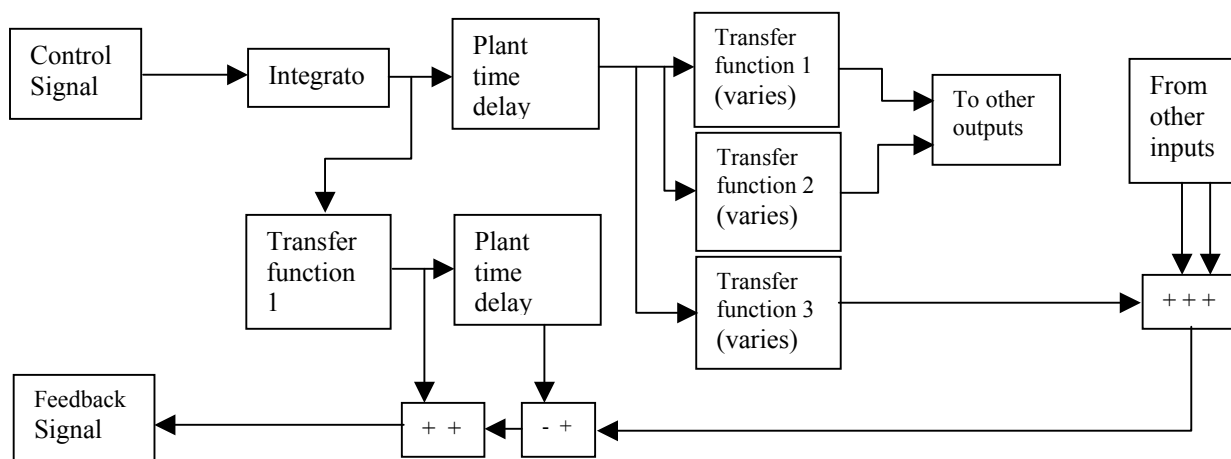 Control
Signal
Integrato
Plant
time
delay
Transfer
function 1
(varies)
To other
outputs
From
other
inputs
Transfer
function 2
(varies)
Transfer
function
1
Plant
time
delay
Transfer
function 3
(varies)
+ + +
Feedback
Signal
+ +
- +